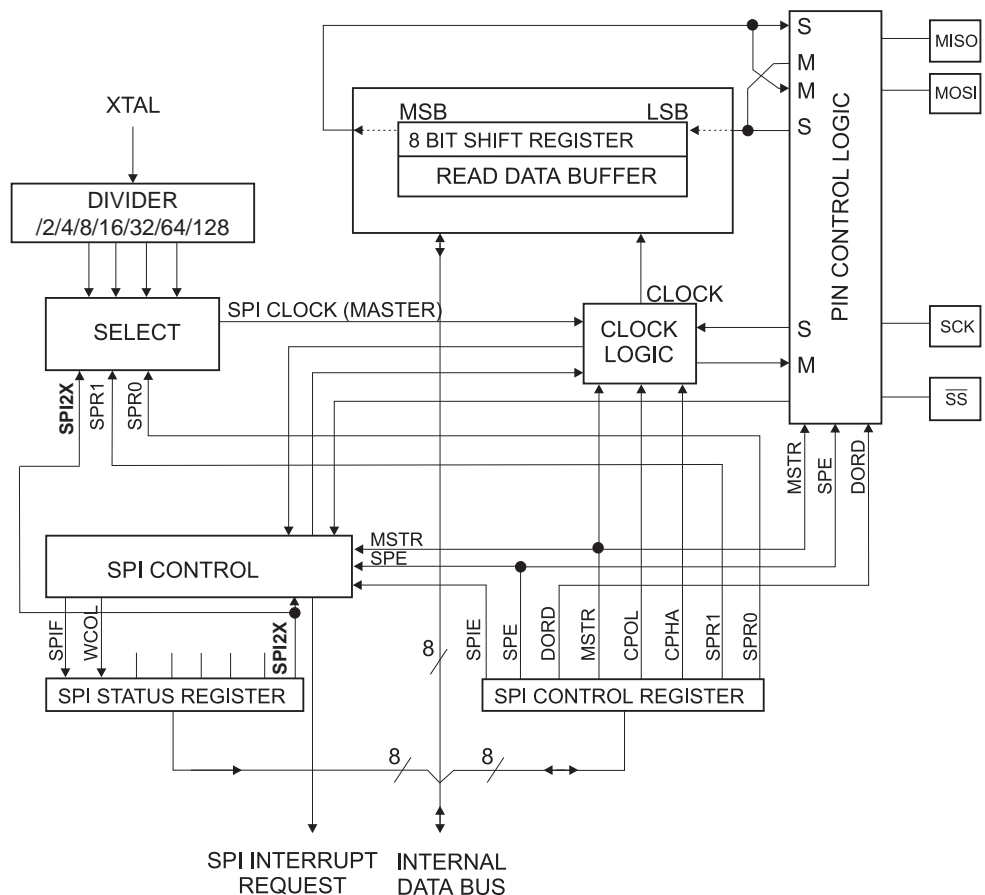 S
MISO
M
M
MOSI
XTAL
MSB
LSB
S
8 BIT SHIFT REGISTER
READ DATA BUFFER
PIN CONTROL LOGIC
DIVIDER
/2/4/8/16/32/64/128
SPI CLOCK (MASTER)
CLOCK
SELECT
CLOCK
LOGIC
S
M
SCK
SS
SPI2X
SPR1
SPR0
MSTR
SPE
DORD
SPI CONTROL
MSTR
SPE
SPIF
WCOL
SPI2X
8
SPIE
SPE
DORD
MSTR
CPOL
CPHA
SPR1
SPR0
SPI STATUS REGISTER
SPI CONTROL REGISTER
8
8
SPI INTERRUPT
REQUEST
INTERNAL
DATA BUS